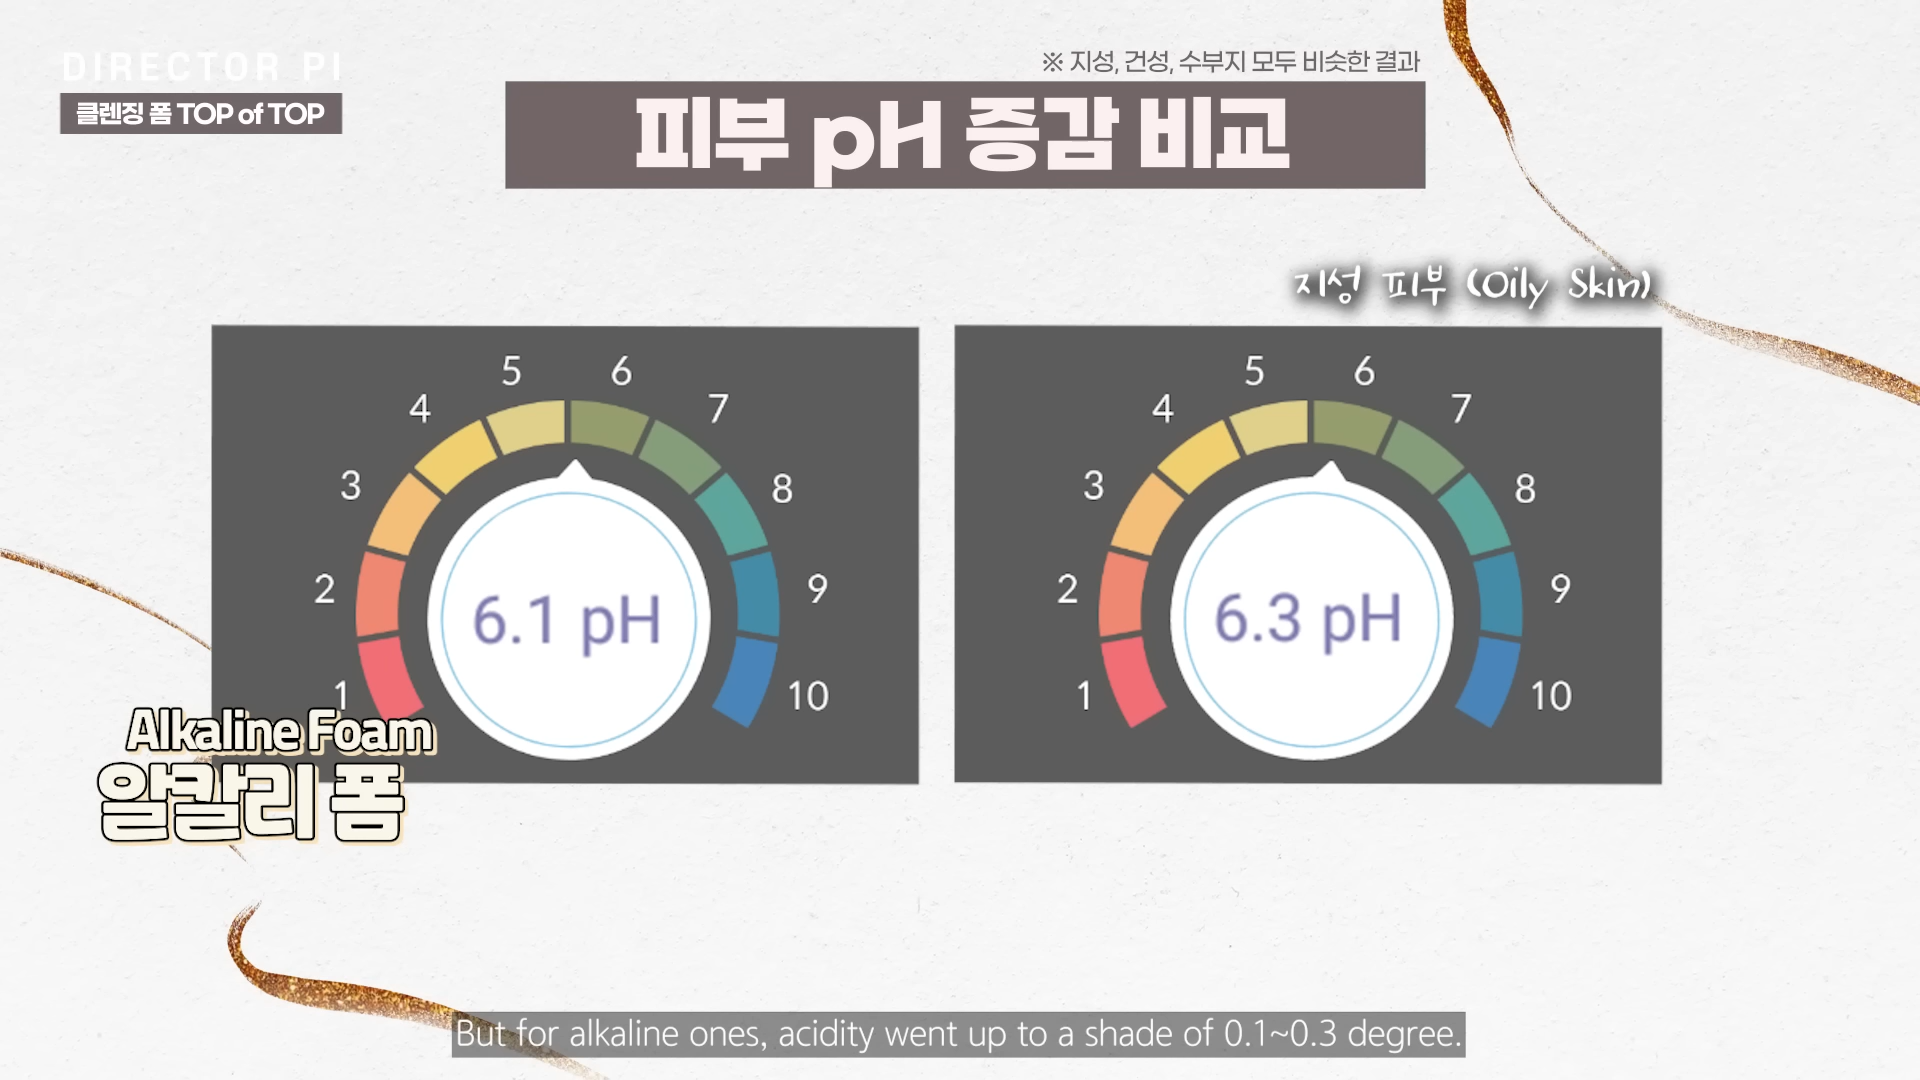 DIRECTOR PI
클렌징 폼 TOP of TOP
※ 지성, 건성, 수부지 모두 비슷한 결과
피부 pH 증감 비교
지성 피부 (Oily Skin)
1
2
3
4
5
6
7
8
9
10
6.1 pH
1
2
3
4
5
6
7
8
9
10
6.3 pH
Alkaline Foam
알칼리 폼
But for alkaline ones, acidity went up to a shade of 0.1~0.3 degree.